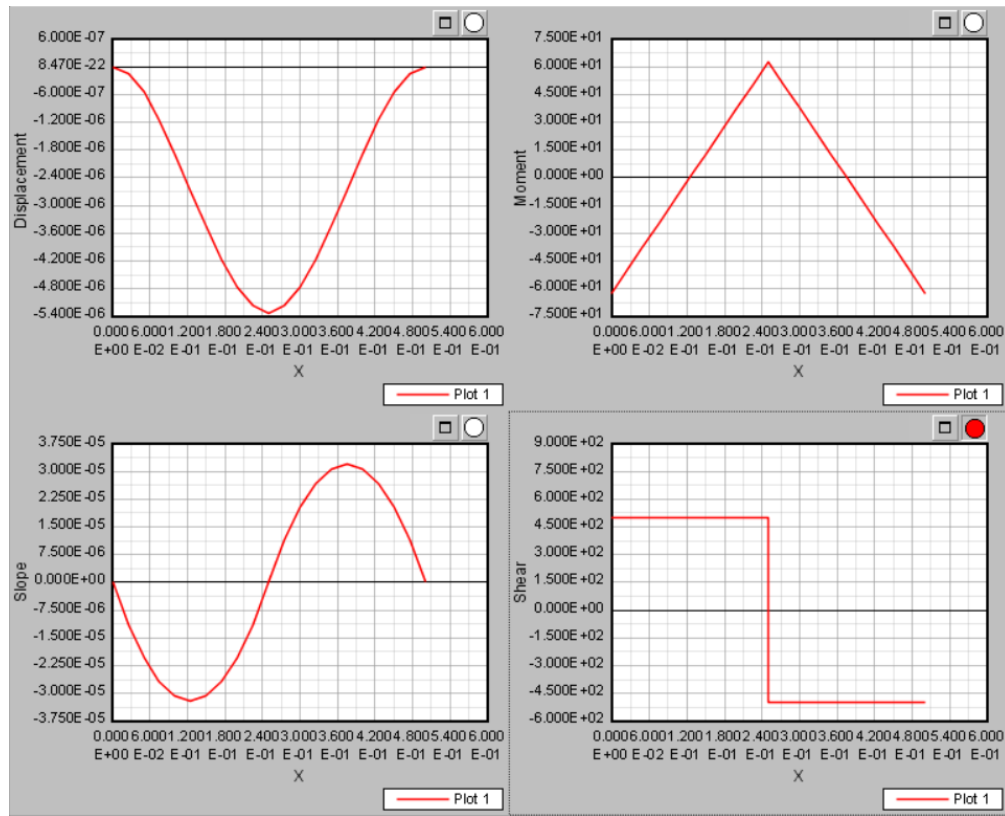 6.000E -07
8.470E -22
-6.000E -07
-1.200E -06
-1.800E -06
-2.400E -06
-3.000E -06
-3.600E -06
-4.200E -06
-4.800E -06
-5.400E -06
Displacement
0.000 6.000 1.200 1.800 2.400 3.000 3.600 4.200 4.800 5.400 6.000
E+00 E-02 E-01 E-01 E-01 E-01 E-01 E-01 E-01 E-01 E-01
X
Plot 1
7.500E +01
6.000E +01
4.500E +01
3.000E +01
1.500E +01
0.000E +00
-1.500E +01
-3.000E +01
-4.500E +01
-6.000E +01
-7.500E +01
Moment
0.000 6.000 1.200 1.800 2.400 3.000 3.600 4.200 4.800 5.400 6.000
E+00 E-02 E-01 E-01 E-01 E-01 E-01 E-01 E-01 E-01 E-01
X
Plot 1
3.750E -05
3.000E -05
2.250E -05
1.505E -05
7.500E -06
0.000E +00
-7.500E -06
-1.505E -05
-2.250E -05
-3.000E -05
-3.750E -05
Slope
0.000 6.000 1.200 1.800 2.400 3.000 3.600 4.200 4.800 5.400 6.000
E+00 E-02 E-01 E-01 E-01 E-01 E-01 E-01 E-01 E-01 E-01
X
Plot 1
9.000E +02
7.500E +02
6.000E +02
4.500E +02
3.000E +02
1.500E +02
0.000E +00
-1.500E +02
-3.000E +02
-4.500E +02
-6.000E +02
Shear
0.000 6.000 1.200 1.800 2.400 3.000 3.600 4.200 4.800 5.400 6.000
E+00 E-02 E-01 E-01 E-01 E-01 E-01 E-01 E-01 E-01 E-01
X
Plot 1